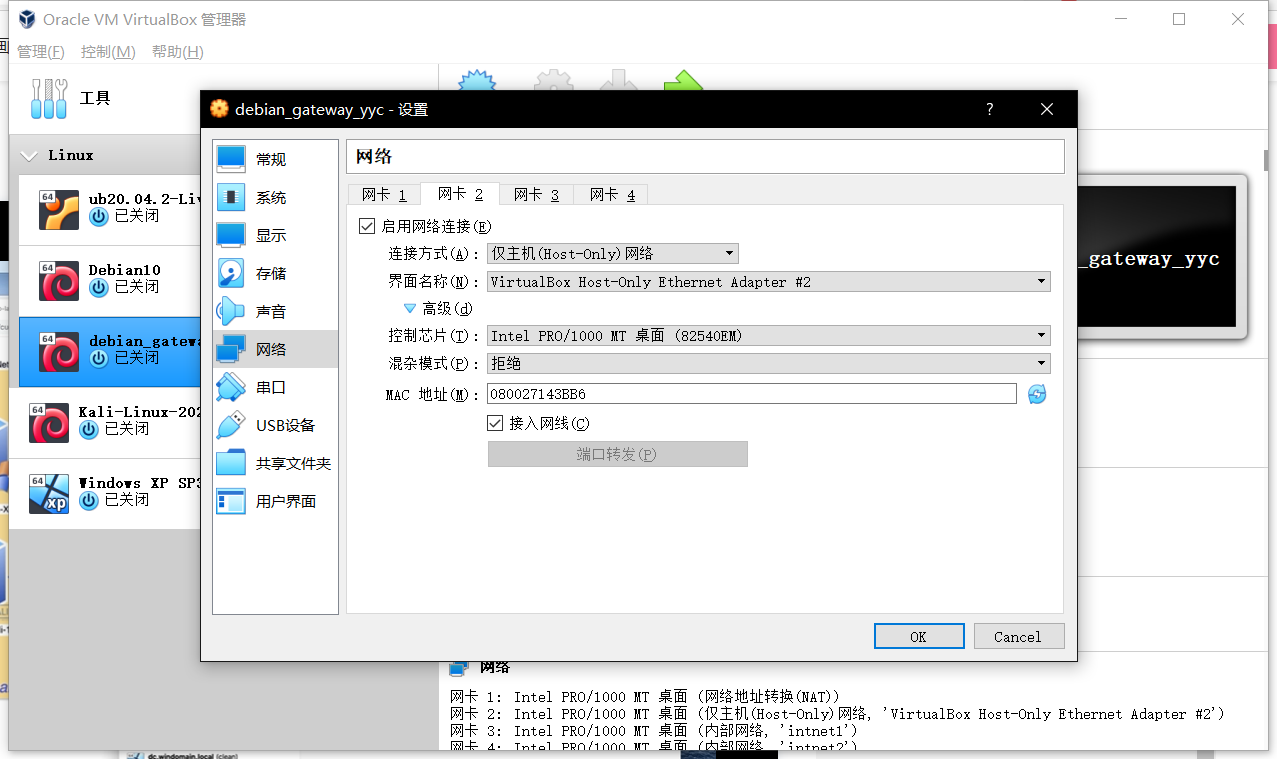 Oracle VM VirtualBox 管理器
管理(F) 控制(M) 帮助(H)
工具
Linux
64 ub20.04.2-Li
已关闭
64 Debian10
已关闭
64 debian_gatew
已关闭
64 Kali-Linux-202
已关闭
64 Windows XP SP3
xp 已关闭
debian_gateway_yyc - 设置
?
常规
系统
显示
存储
声音
网络
串口
USB设备
共享文件夹
用户界面
网络
网卡 1 网卡 2 网卡 3 网卡 4
启用网络连接(E)
连接方式(A): 仅主机(Host-Only)网络
界面名称(N): VirtualBox Host-Only Ethernet Adapter #2
高级(d)
控制芯片(T): Intel PRO/1000 MT 桌面 (82540EM)
混杂模式(P): 拒绝
MAC 地址(M): 080027143BB6
接入网线(C)
端口转发(P)
OK Cancel
_gateway_yyc
网络
网卡 1: Intel PRO/1000 MT 桌面 (网络地址转换(NAT))
网卡 2: Intel PRO/1000 MT 桌面 (仅主机(Host-Only)网络, 'VirtualBox Host-Only Ethernet Adapter #2')
网卡 3: Intel PRO/1000 MT 桌面 (内部网络, 'intnet1')
网卡 4: Intel PRO/1000 MT 桌面 (内部网络, 'intnet2')
dc.windomain.local (clean)